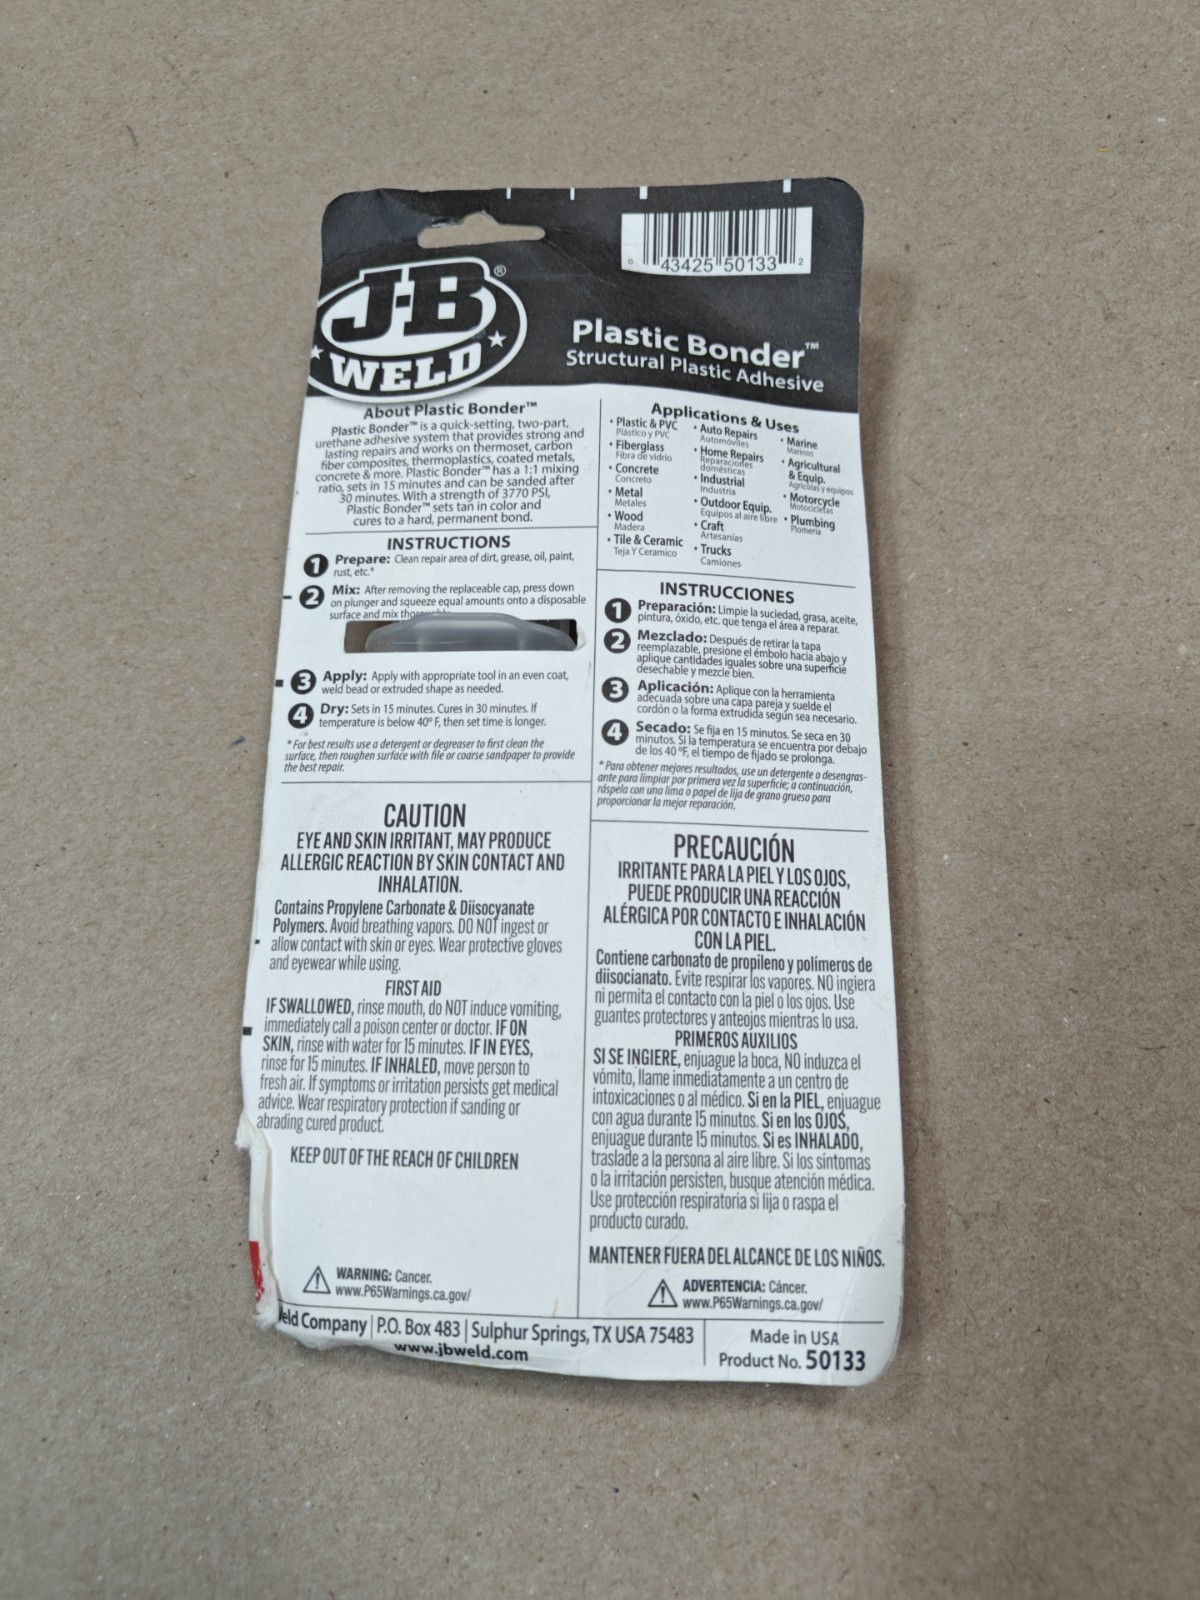 0 43425 50133 2
J-B®
WELD
Plastic Bonder™
Structural Plastic Adhesive
About Plastic Bonder™
Plastic Bonder™ is a quick-setting, two-part,
urethane adhesive system that provides strong and
lasting repairs and works on thermoset, carbon
fiber composites, thermoplastics, coated metals,
concrete & more. Plastic Bonder™ has a 1:1 mixing
ratio, sets in 15 minutes and can be sanded after
30 minutes. With a strength of 3770 PSI,
Plastic Bonder™ sets tan in color and
cures to a hard, permanent bond.
INSTRUCTIONS
1 Prepare: Clean repair area of dirt, grease, oil, paint,
rust, etc.*
2 Mix: After removing the replaceable cap, press down
on plunger and squeeze equal amounts onto a disposable
surface and mix
3 Apply: Apply with appropriate tool in an even coat,
weld bead or extruded shape as needed.
4 Dry: Sets in 15 minutes. Cures in 30 minutes. If
temperature is below 40º F, then set time is longer.
* For best results use a detergent or degreaser to first clean the
surface, then roughen surface with file or coarse sandpaper to provide
the best repair.
CAUTION
EYE AND SKIN IRRITANT, MAY PRODUCE
ALLERGIC REACTION BY SKIN CONTACT AND
INHALATION.
Contains Propylene Carbonate & Diisocyanate
Polymers. Avoid breathing vapors. DO NOT ingest or
allow contact with skin or eyes. Wear protective gloves
and eyewear while using.
FIRST AID
IF SWALLOWED, rinse mouth, do NOT induce vomiting,
immediately call a poison center or doctor. IF ON
SKIN, rinse with water for 15 minutes. IF IN EYES,
rinse for 15 minutes. IF INHALED, move person to
fresh air. If symptoms or irritation persists get medical
advice. Wear respiratory protection if sanding or
abrading cured product.
KEEP OUT OF THE REACH OF CHILDREN
WARNING: Cancer.
www.P65Warnings.ca.gov/
Applications & Uses
• Plastic & PVC
Plástico y PVC
• Fiberglass
Fibra de vidrio
• Concrete
Concreto
• Metal
Metales
• Wood
Madera
• Tile & Ceramic
Teja Y Ceramico
• Auto Repairs
Automóviles
• Home Repairs
Reparaciones
domésticas
• Industrial
Industria
• Outdoor Equip.
Equipos al aire libre
• Craft
Artesanías
• Trucks
Camiones
• Marine
Marinos
• Agricultural
& Equip.
Agrícolas y equipos
• Motorcycle
Motocicletas
• Plumbing
Plomería
INSTRUCCIONES
1 Preparación: Limpie la suciedad, grasa, aceite,
pintura, óxido, etc. que tenga el área a reparar.
2 Mezclado: Después de retirar la tapa
reemplazable, presione el émbolo hacia abajo y
aplique cantidades iguales sobre una superficie
desechable y mezcle bien.
3 Aplicación: Aplique con la herramienta
adecuada sobre una capa pareja y suelde el
cordón o la forma extrudida según sea necesario.
4 Secado: Se fija en 15 minutos. Se seca en 30
minutos. Si la temperatura se encuentra por debajo
de los 40 ºF, el tiempo de fijado se prolonga.
* Para obtener mejores resultados, use un detergente o desengras-
ante para limpiar por primera vez la superficie; a continuación,
ráspela con una lima o papel de lija de grano grueso para
proporcionar la mejor reparación.
PRECAUCIÓN
IRRITANTE PARA LA PIEL Y LOS OJOS,
PUEDE PRODUCIR UNA REACCIÓN
ALÉRGICA POR CONTACTO E INHALACIÓN
CON LA PIEL.
Contiene carbonato de propileno y polímeros de
diisocianato. Evite respirar los vapores. NO ingiera
ni permita el contacto con la piel o los ojos. Use
guantes protectores y anteojos mientras lo usa.
PRIMEROS AUXILIOS
SI SE INGIERE, enjuague la boca, NO induzca el
vómito, llame inmediatamente a un centro de
intoxicaciones o al médico. Si en la PIEL, enjuague
con agua durante 15 minutos. Si en los OJOS,
enjuague durante 15 minutos. Si es INHALADO,
traslade a la persona al aire libre. Si los síntomas
o la irritación persisten, busque atención médica.
Use protección respiratoria si lija o raspa el
producto curado.
MANTENER FUERA DEL ALCANCE DE LOS NIÑOS.
ADVERTENCIA: Cáncer.
www.P65Warnings.ca.gov/
eld Company | P.O. Box 483 | Sulphur Springs, TX USA 75483
www.jbweld.com
Made in USA
Product No. 50133